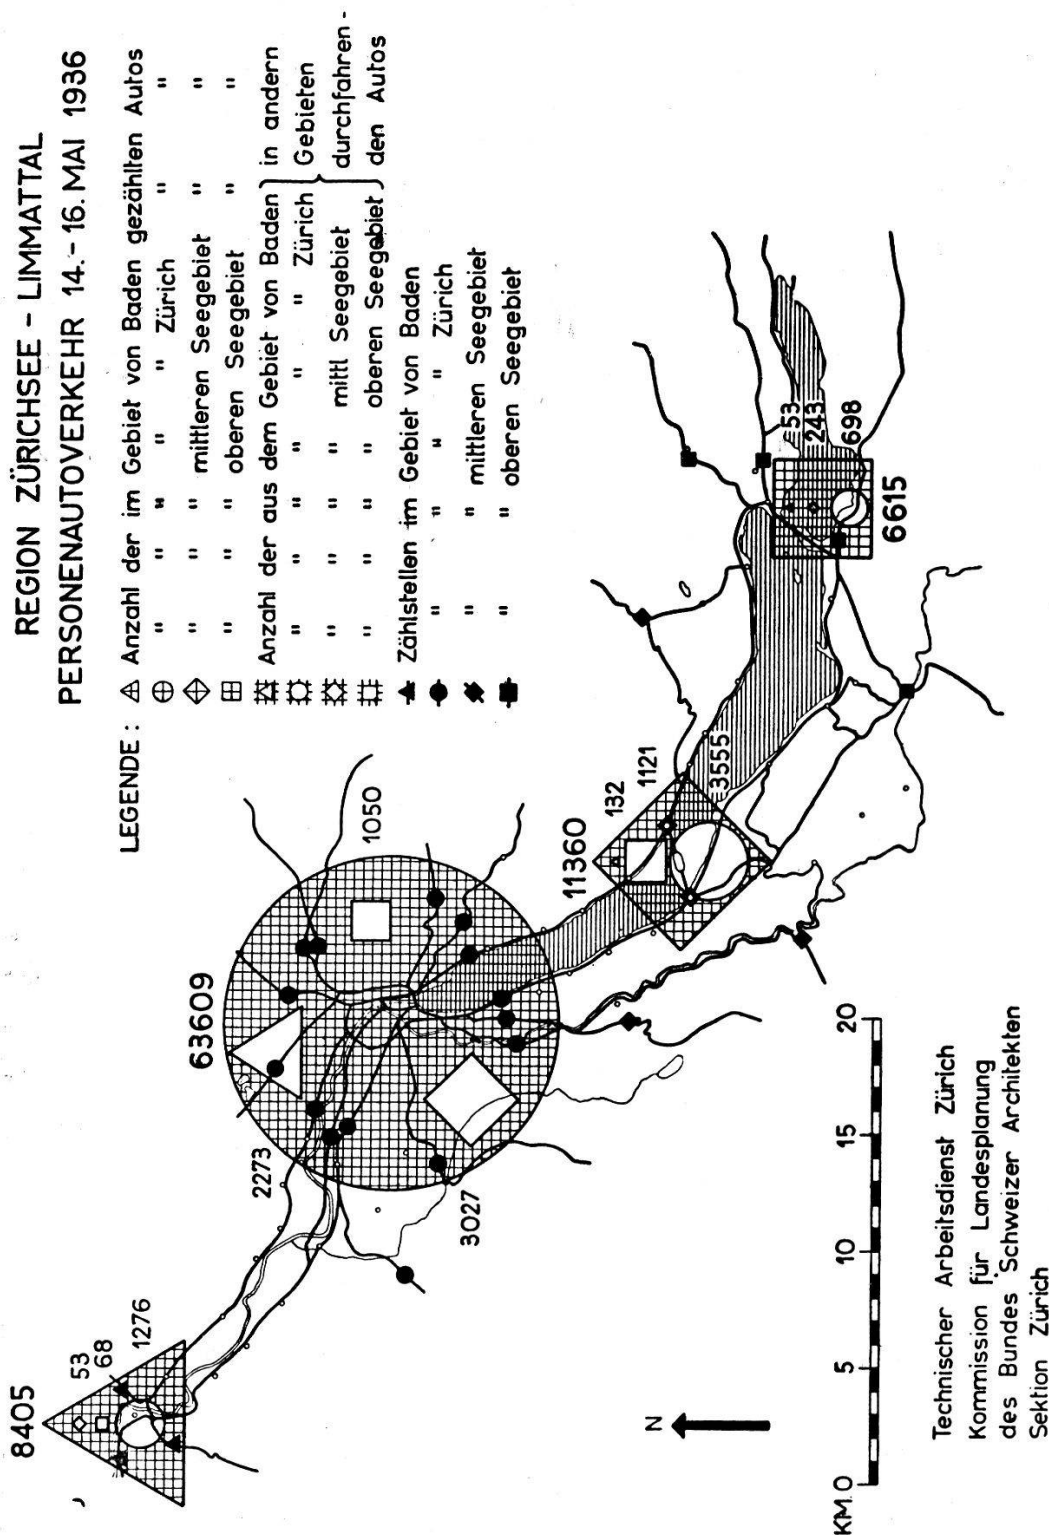 REGION ZÜRICHSEE - LIMMATTAL
PERSONENAUTOVERKEHR 14.-16. MAI 1936
LEGENDE :
Anzahl der im Gebiet von Baden gezählten Autos
" " " " " Zürich " "
" " " " mittleren Seegebiet " "
" " " " oberen Seegebiet " "
Anzahl der aus dem Gebiet von Baden in andern
" " " " " " Zürich Gebieten
" " " " mittl Seegebiet durchfahren-
" " " " oberen Seegebiet den Autos
Zählstellen im Gebiet von Baden
" " " " Zürich
" " mittleren Seegebiet
" " oberen Seegebiet
8405
53
68
1276
63609
2273
3027
1050
11360
132
1121
3555
53
243
698
6615
N
KM. 0 5 10 15 20
Technischer Arbeitsdienst Zürich
Kommission für Landesplanung
des Bundes Schweizer Architekten
Sektion Zürich